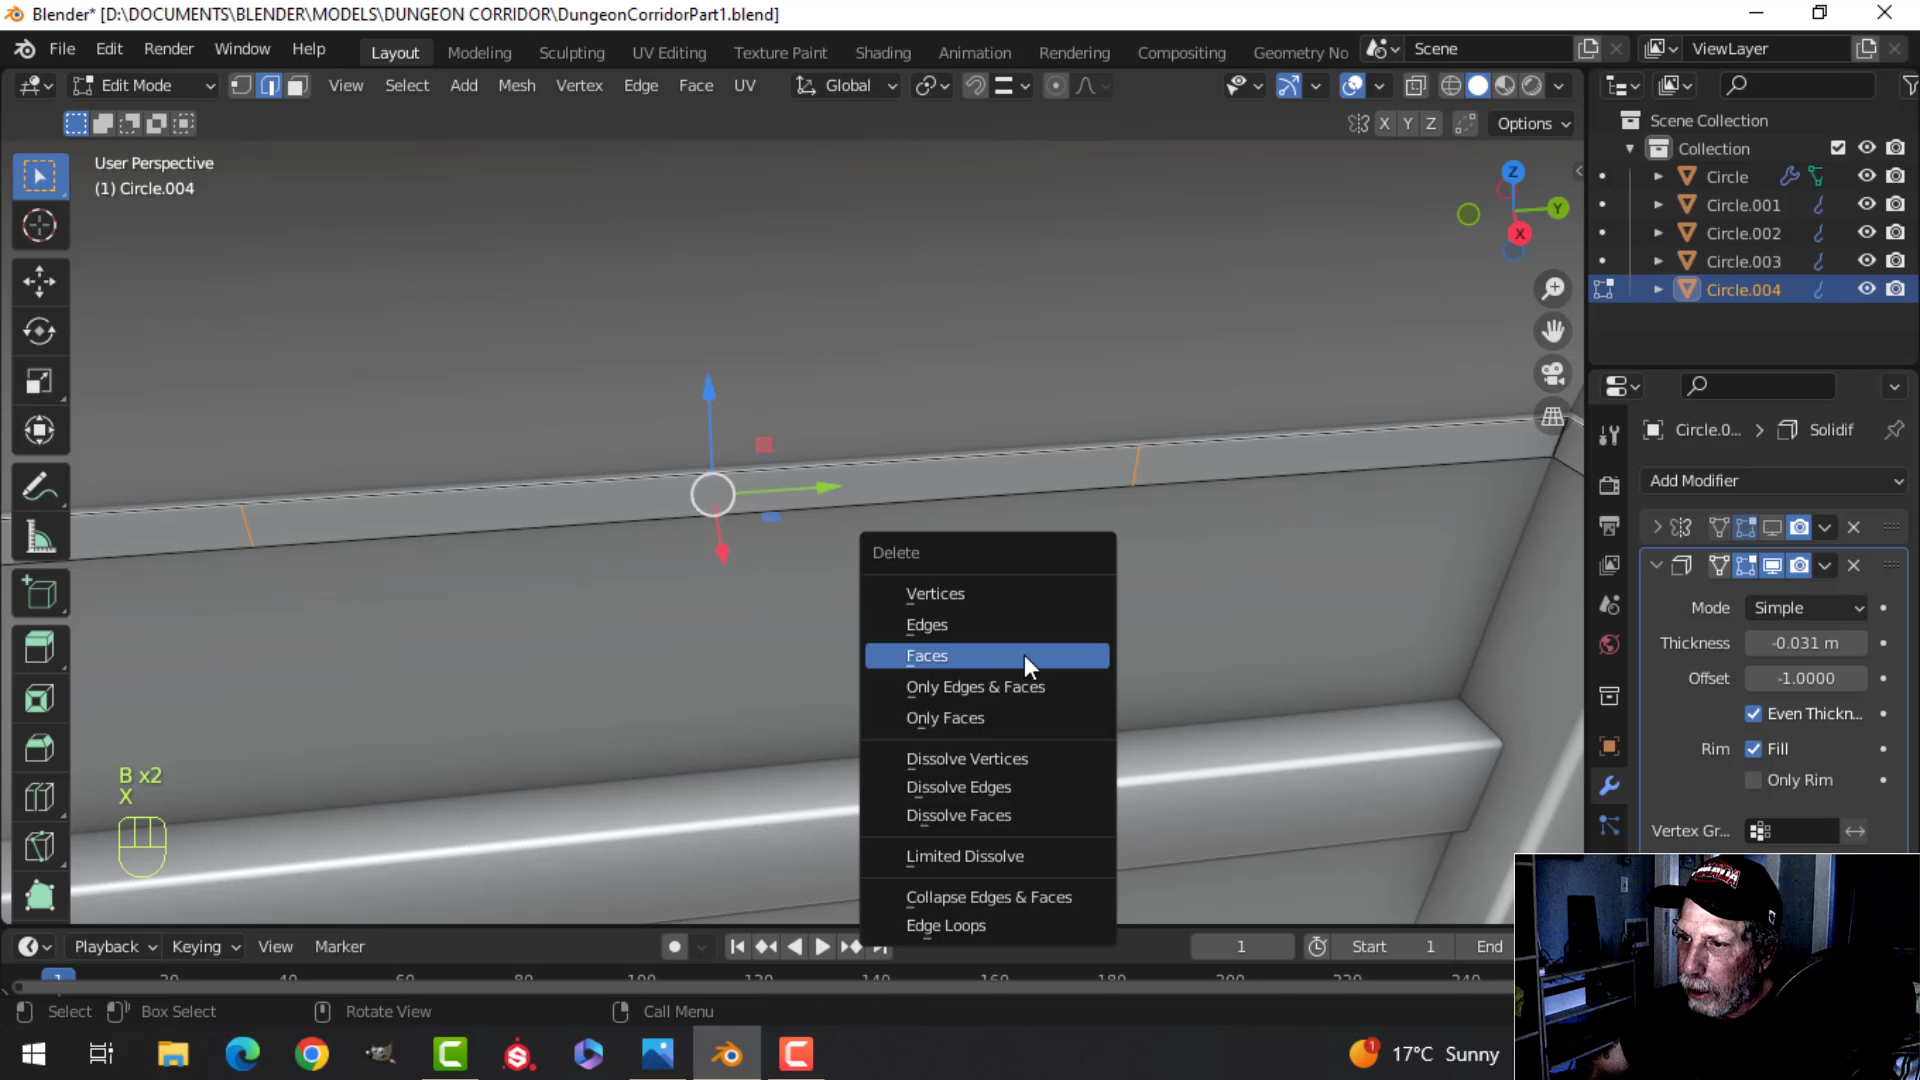 Blender* [D:\DOCUMENTS\BLENDER\MODELS\DUNGEON CORRIDOR\DungeonCorridorPart1.blend]
File Edit Render Window Help Layout Modeling Sculpting UV Editing Texture Paint Shading Animation Rendering Compositing Geometry No Scene ViewLayer
Edit Mode View Select Add Mesh Vertex Edge Face UV Global
X Y Z Options
User Perspective
(1) Circle.004
Scene Collection
Collection
Circle
Circle.001
Circle.002
Circle.003
Circle.004
Z
Y
X
Circle.0... > Solidif
Add Modifier
Mode Simple
Thickness -0.031 m
Offset -1.0000
Even Thickn...
Rim Fill
Only Rim
Vertex Gr...
Delete
Vertices
Edges
Faces
Only Edges & Faces
Only Faces
Dissolve Vertices
Dissolve Edges
Dissolve Faces
Limited Dissolve
Collapse Edges & Faces
Edge Loops
B x2
X
Playback Keying View Marker 1 Start 1 End
1 20 40 60 80 100 120 140 160 180 200 220 240
Select Box Select Rotate View Call Menu
1 17°C Sunny